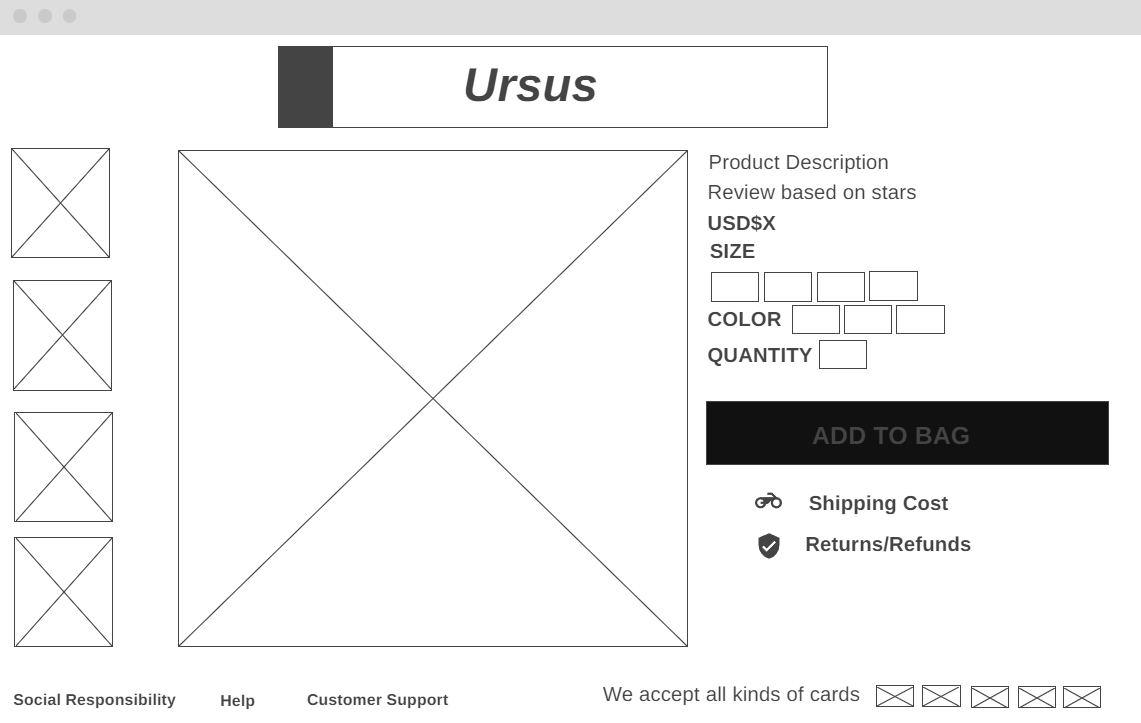 Ursus
Product Description
Review based on stars
USD$X
SIZE
COLOR
QUANTITY
ADD TO BAG
Shipping Cost
Returns/Refunds
Social Responsibility
Help
Customer Support
We accept all kinds of cards